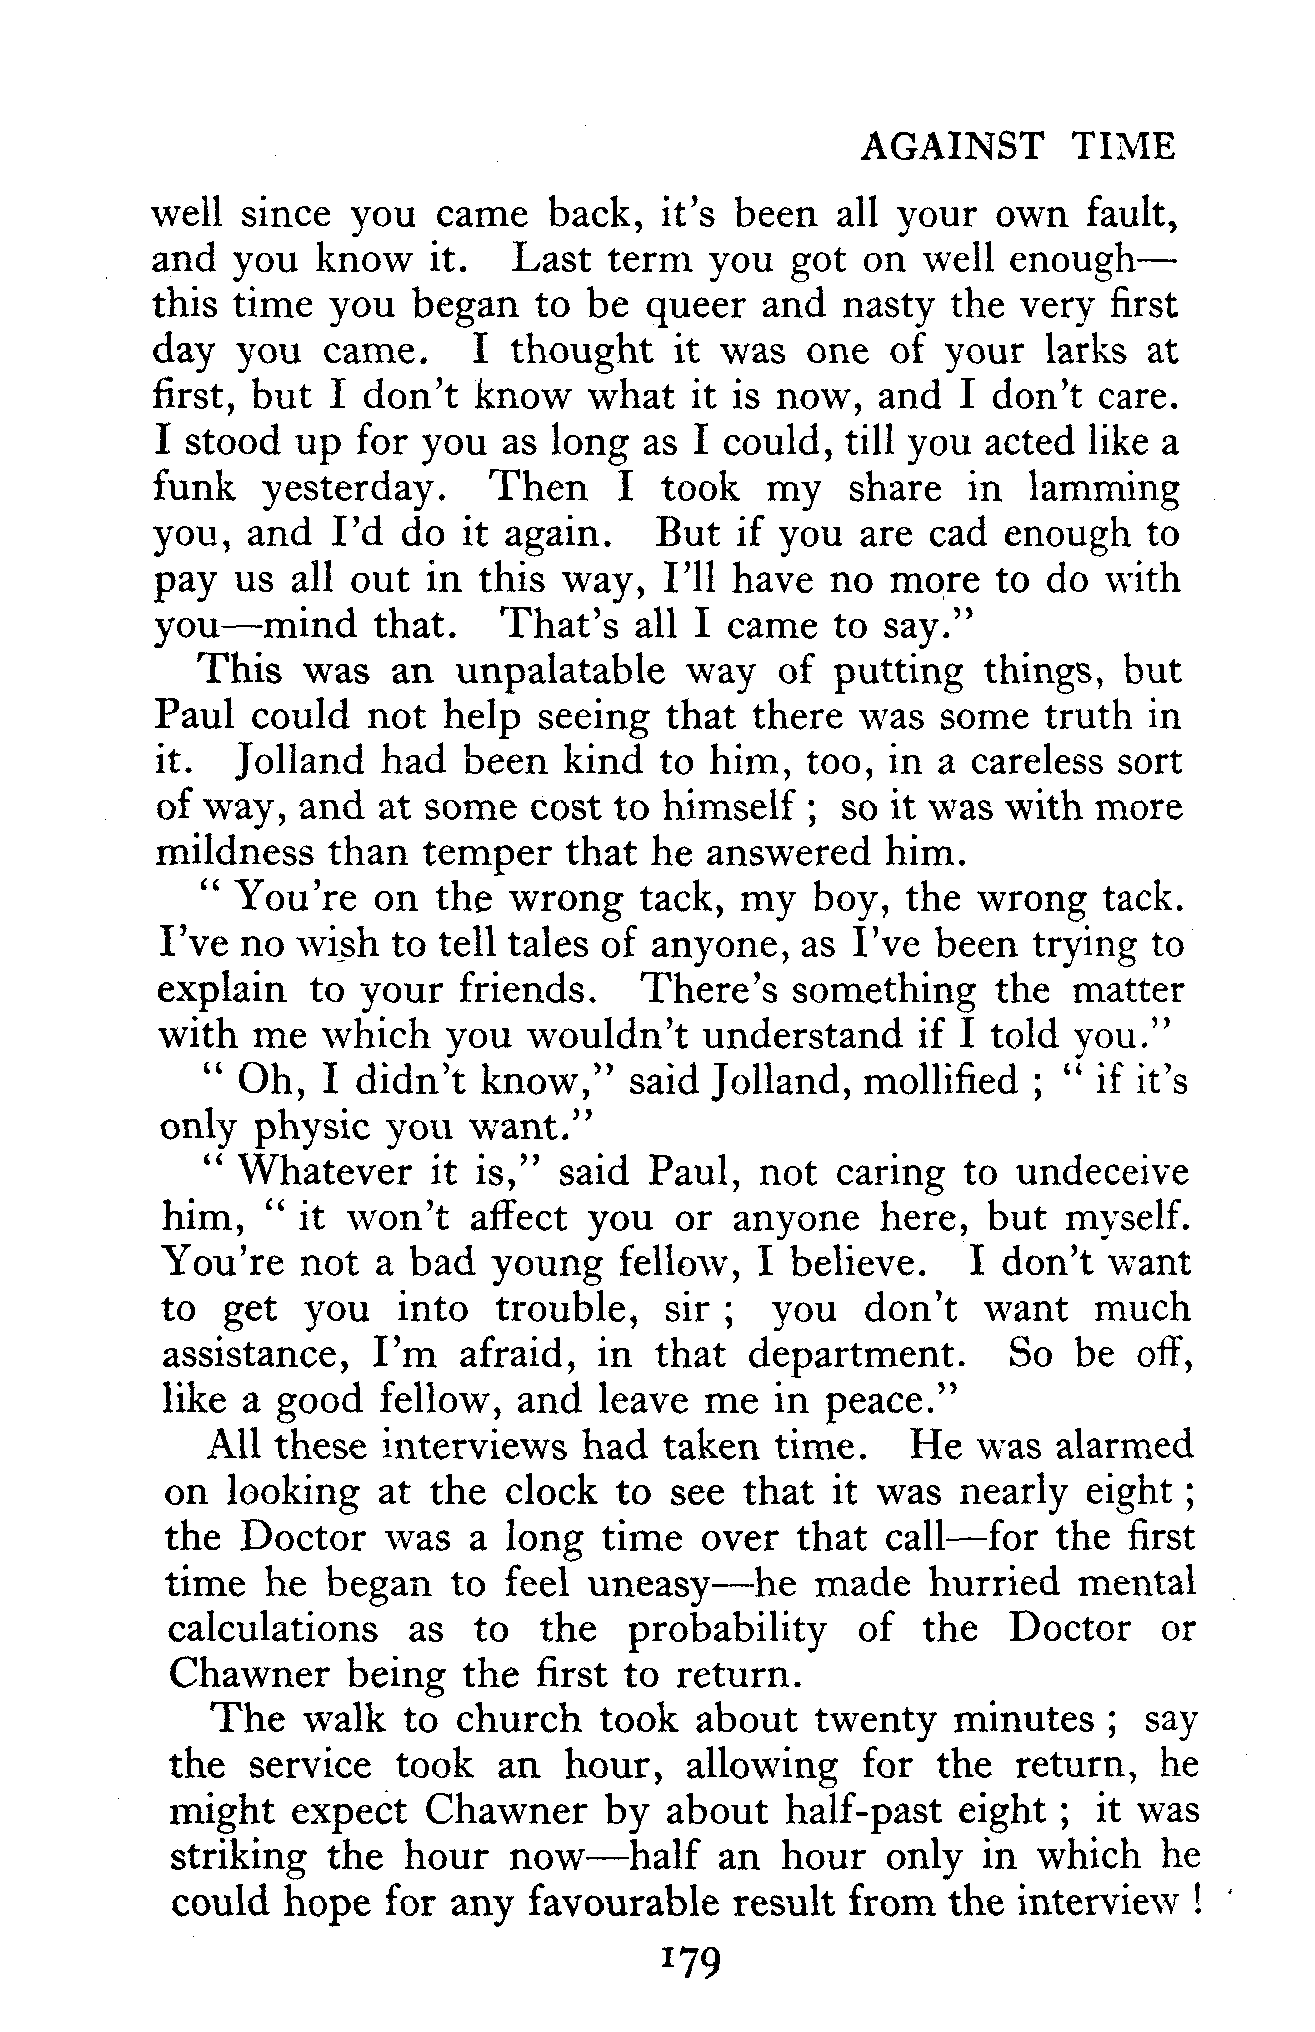 AGAINST TIME
well since you came back, it's been all your own fault,
and you know it. Last term you got on well enough—
this time you began to be queer and nasty the very first
day you came. I thought it was one of your larks at
first, but I don't know what it is now, and I don't care.
I stood up for you as long as I could, till you acted like a
funk yesterday. Then I took my share in lamming
you, and I'd do it again. But if you are cad enough to
pay us all out in this way, I'll have no more to do with
you—mind that. That's all I came to say."
This was an unpalatable way of putting things, but
Paul could not help seeing that there was some truth in
it. Jolland had been kind to him, too, in a careless sort
of way, and at some cost to himself ; so it was with more
mildness than temper that he answered him.
" You're on the wrong tack, my boy, the wrong tack.
I've no wish to tell tales of anyone, as I've been trying to
explain to your friends. There's something the matter
with me which you wouldn't understand if I told you."
" Oh, I didn't know," said Jolland, mollified ; " if it's
only physic you want."
" Whatever it is," said Paul, not caring to undeceive
him, " it won't affect you or anyone here, but myself.
You're not a bad young fellow, I believe. I don't want
to get you into trouble, sir ; you don't want much
assistance, I'm afraid, in that department. So be off,
like a good fellow, and leave me in peace."
All these interviews had taken time. He was alarmed
on looking at the clock to see that it was nearly eight ;
the Doctor was a long time over that call—for the first
time he began to feel uneasy—he made hurried mental
calculations as to the probability of the Doctor or
Chawner being the first to return.
The walk to church took about twenty minutes ; say
the service took an hour, allowing for the return, he
might expect Chawner by about half-past eight ; it was
striking the hour now—half an hour only in which he
could hope for any favourable result from the interview !
179